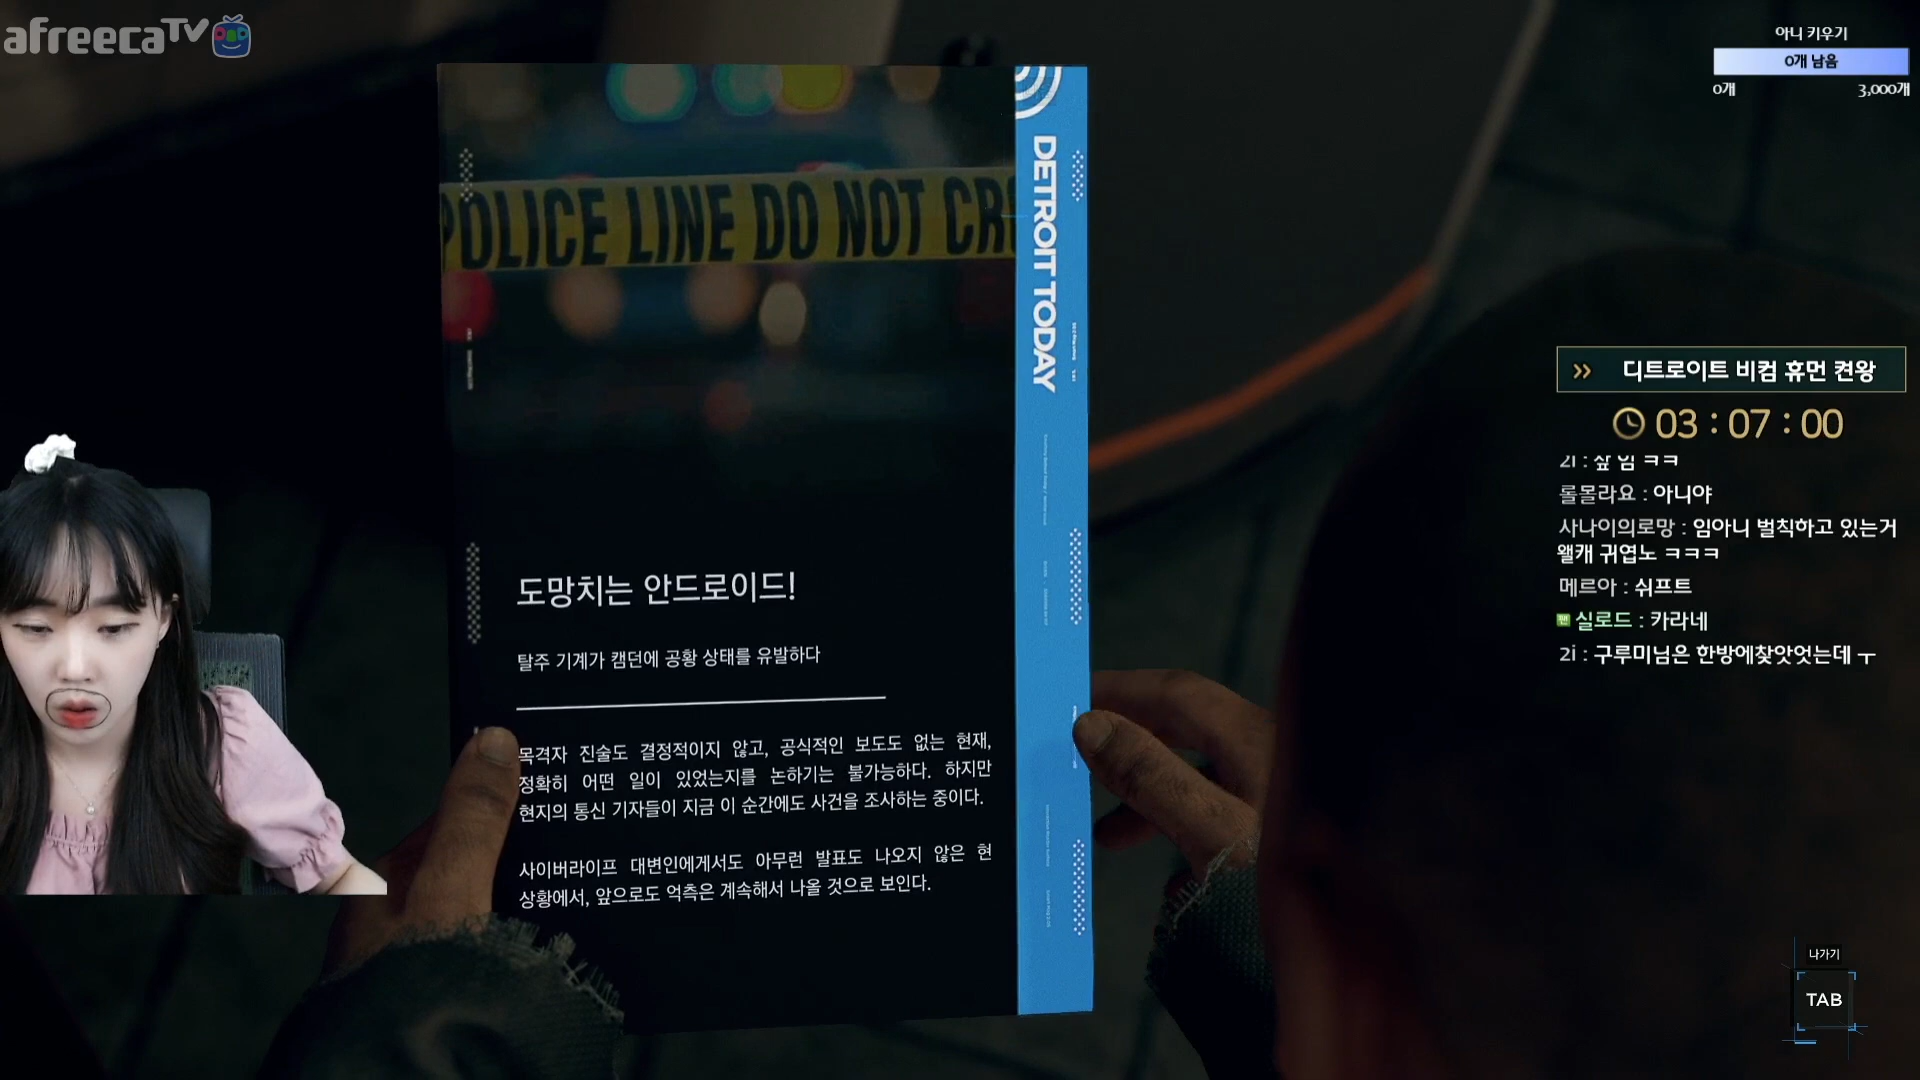 afreecaTV
아니 키우기
0개 남음
0개
3,000개
POLICE LINE DO NOT CR
DETROIT TODAY
도망치는 안드로이드!
탈주 기계가 캠던에 공황 상태를 유발하다
목격자 진술도 결정적이지 않고, 공식적인 보도도 없는 현재,
정확히 어떤 일이 있었는지를 논하기는 불가능하다. 하지만
현지의 통신 기자들이 지금 이 순간에도 사건을 조사하는 중이다.
사이버라이프 대변인에게서도 아무런 발표도 나오지 않은 현
상황에서, 앞으로도 억측은 계속해서 나올 것으로 보인다.
디트로이트 비컴 휴먼 켠왕
03 : 07 : 00
ㅋㅋ
롤몰라요 : 아니야
사나이의로망 : 임아니 벌칙하고 있는거
왤캐 귀엽노 ㅋㅋㅋ
메르아 : 쉬프트
팬 실로드 : 카라네
2i : 구루미님은 한방에찾앗엇는데 ㅜ
나가기
TAB